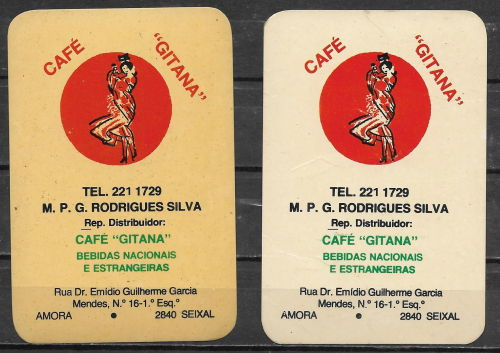 CAFÉ "GITANA"
TEL. 221 1729
M. P. G. RODRIGUES SILVA
Rep. Distribuidor:
CAFÉ "GITANA"
BEBIDAS NACIONAIS
E ESTRANGEIRAS
Rua Dr. Emídio Guilherme Garcia
Mendes, N.º 16-1.º Esq.º
AMORA • 2840 SEIXAL
CAFÉ "GITANA"
TEL. 221 1729
M. P. G. RODRIGUES SILVA
Rep. Distribuidor:
CAFÉ "GITANA"
BEBIDAS NACIONAIS
E ESTRANGEIRAS
Rua Dr. Emídio Guilherme Garcia
Mendes, N.º 16-1.º Esq.º
AMORA • 2840 SEIXAL